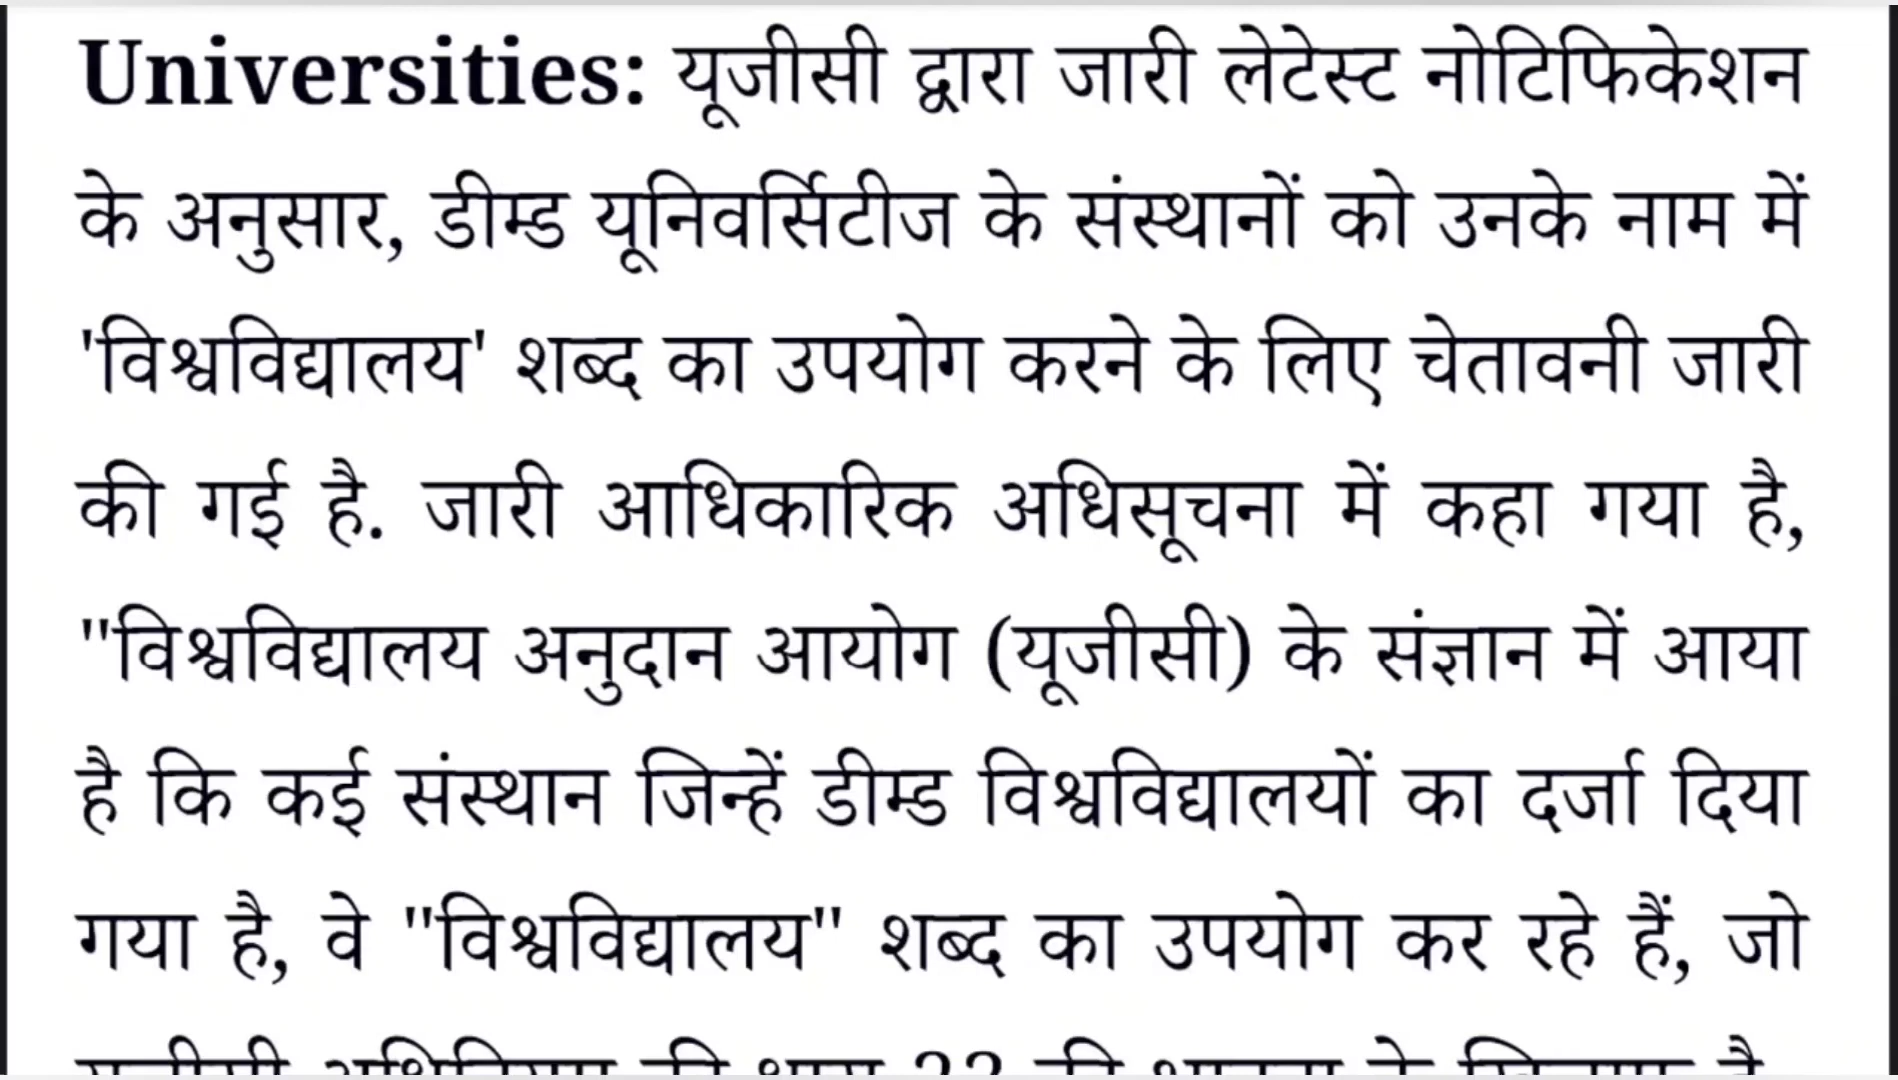 Universities: यूजीसी द्वारा जारी लेटेस्ट नोटिफिकेशन
के अनुसार, डीम्ड यूनिवर्सिटीज के संस्थानों को उनके नाम में
'विश्वविद्यालय' शब्द का उपयोग करने के लिए चेतावनी जारी
की गई है. जारी आधिकारिक अधिसूचना में कहा गया है,
"विश्वविद्यालय अनुदान आयोग (यूजीसी) के संज्ञान में आया
है कि कई संस्थान जिन्हें डीम्ड विश्वविद्यालयों का दर्जा दिया
गया है, वे "विश्वविद्यालय" शब्द का उपयोग कर रहे हैं, जो